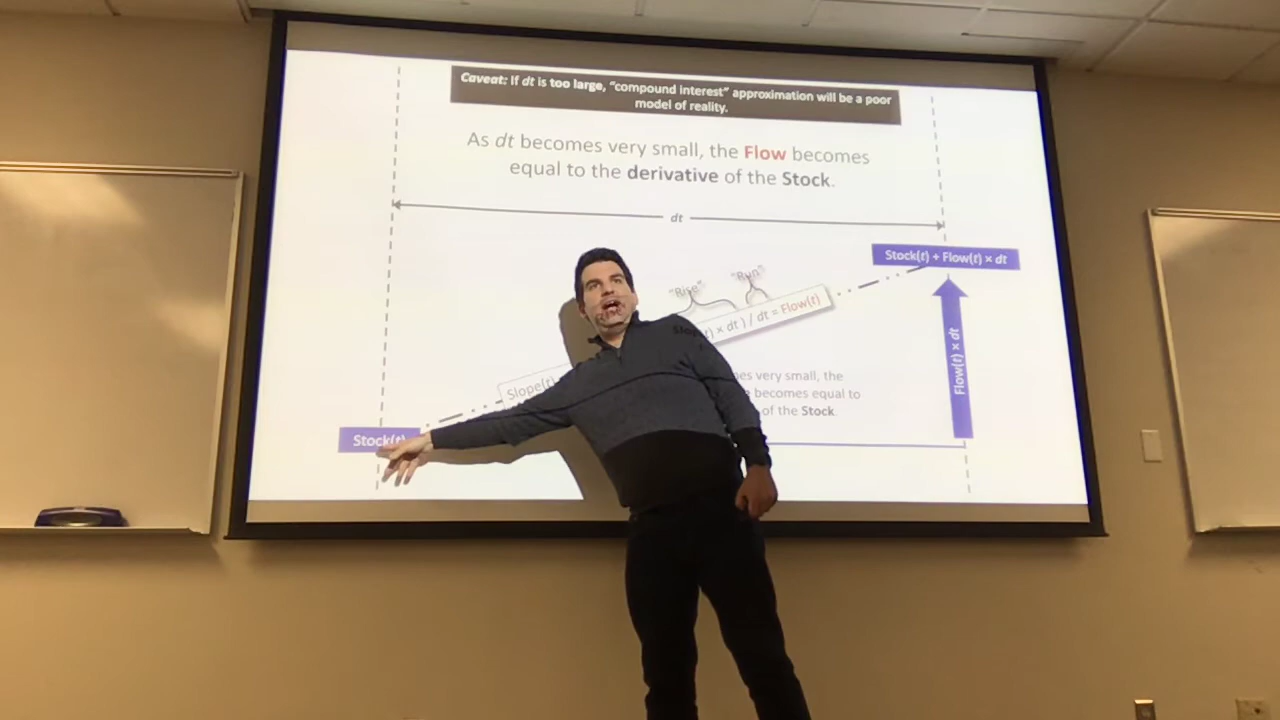 Caveat: If dt is too large, “compound interest” approximation will be a poor
model of reality.
As dt becomes very small, the Flow becomes
equal to the derivative of the Stock.
dt
Stock(t) + Flow(t) × dt
"Rise"
"Run"
Slope(t)
t) × dt ) / dt = Flow(t)
Flow(t) × dt
es very small, the
becomes equal to
of the Stock.
Stock(t)